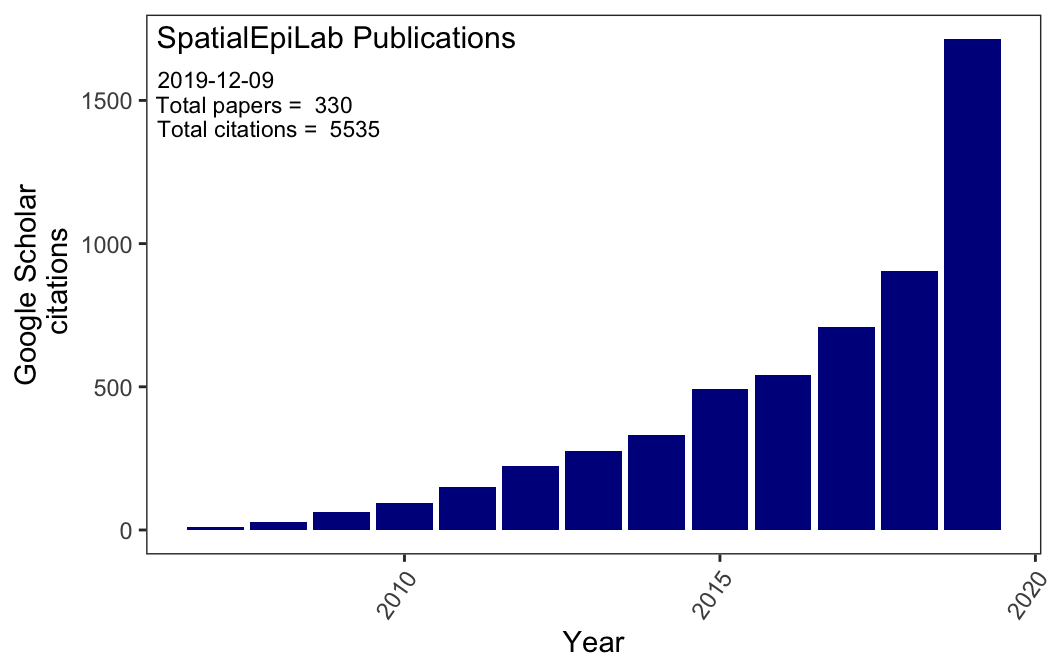 SpatialEpiLab Publications
2019-12-09
Total papers = 330
Total citations = 5535
Google Scholar
citations
1500
1000
500
0
2010
2015
2020
Year